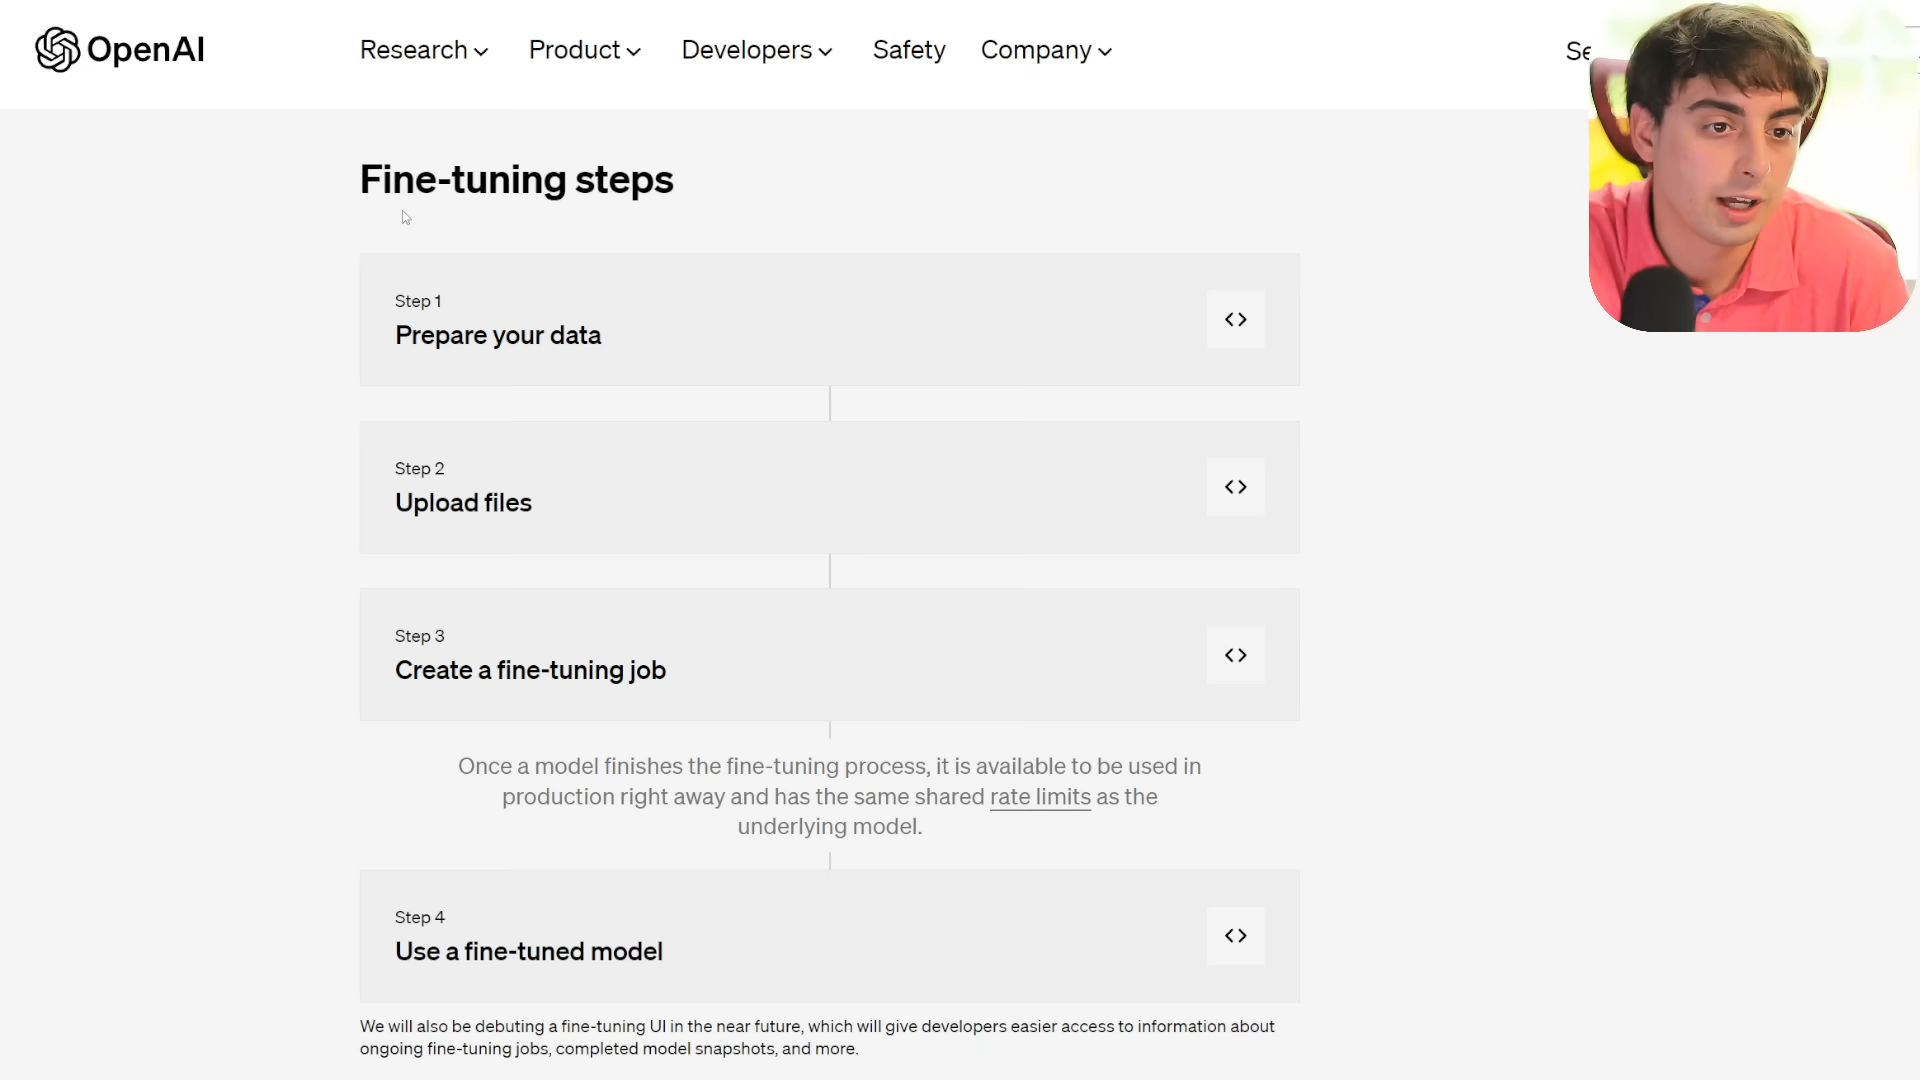 OpenAI
Research Product Developers Safety Company
Fine-tuning steps
Step 1
Prepare your data
<>
Step 2
Upload files
<>
Step 3
Create a fine-tuning job
<>
Once a model finishes the fine-tuning process, it is available to be used in
production right away and has the same shared rate limits as the
underlying model.
Step 4
Use a fine-tuned model
<>
We will also be debuting a fine-tuning UI in the near future, which will give developers easier access to information about
ongoing fine-tuning jobs, completed model snapshots, and more.